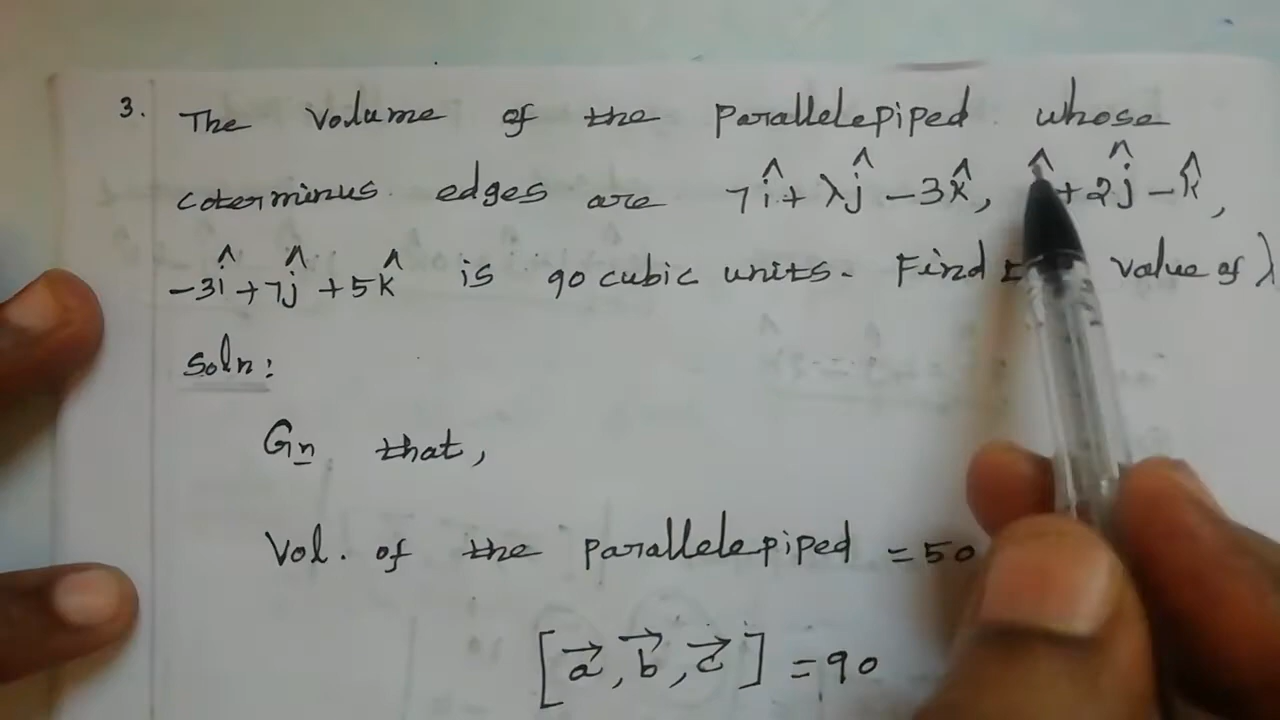 3. The volume of the parallelepiped whose
coterminus edges are 7î + λĵ - 3k̂, + 2ĵ - k̂,
-3î + 7ĵ + 5k̂ is 90 cubic units. Find value of λ
Soln:
Gn that,
Vol. of the parallelepiped = 50
[a⃗, b⃗, c⃗] = 90